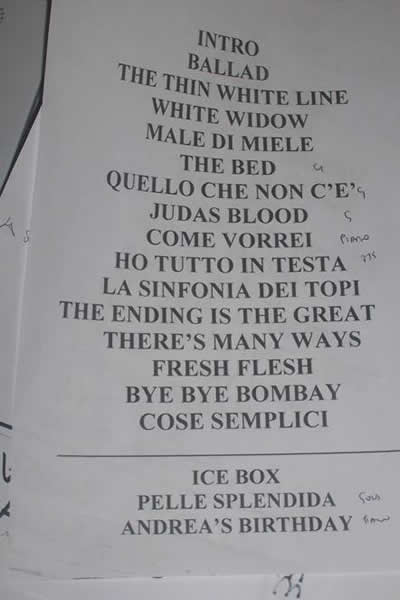 INTRO
BALLAD
THE THIN WHITE LINE
WHITE WIDOW
MALE DI MIELE
THE BED
QUELLO CHE NON C'E'
JUDAS BLOOD
COME VORREI PIANO
HO TUTTO IN TESTA
LA SINFONIA DEI TOPI
THE ENDING IS THE GREAT
THERE'S MANY WAYS
FRESH FLESH
BYE BYE BOMBAY
COSE SEMPLICI
ICE BOX
PELLE SPLENDIDA
ANDREA'S BIRTHDAY